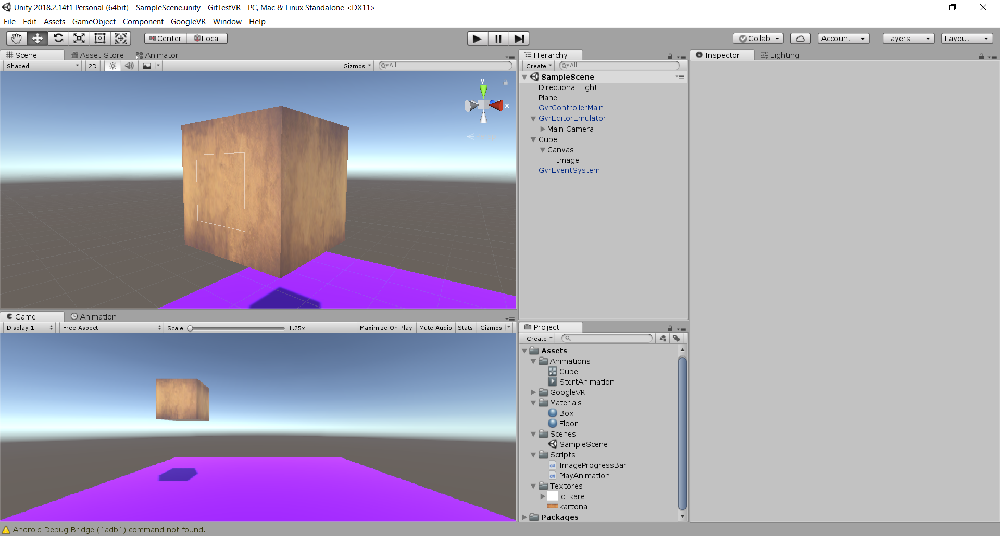 Unity 2018.2.14f1 Personal (64bit) - SampleScene.unity - GitTestVR - PC, Mac & Linux Standalone <DX11>
File Edit Assets GameObject Component GoogleVR Window Help
Center Local Collab Account Layers Layout
Scene Asset Store Animator
Shaded 2D Gizmos All
y
x
Hierarchy
Create All
SampleScene
Directional Light
Plane
GvrControllerMain
GvrEditorEmulator
Main Camera
Cube
Canvas
Image
GvrEventSystem
Inspector Lighting
Game Animation
Display 1 Free Aspect Scale 1.25x Maximize On Play Mute Audio Stats Gizmos
Project
Create
Assets
Animations
Cube
StertAnimation
GoogleVR
Materials
Box
Floor
Scenes
SampleScene
Scripts
ImageProgressBar
PlayAnimation
Textores
ic_kare
kartona
Packages
Android Debug Bridge (`adb`) command not found.